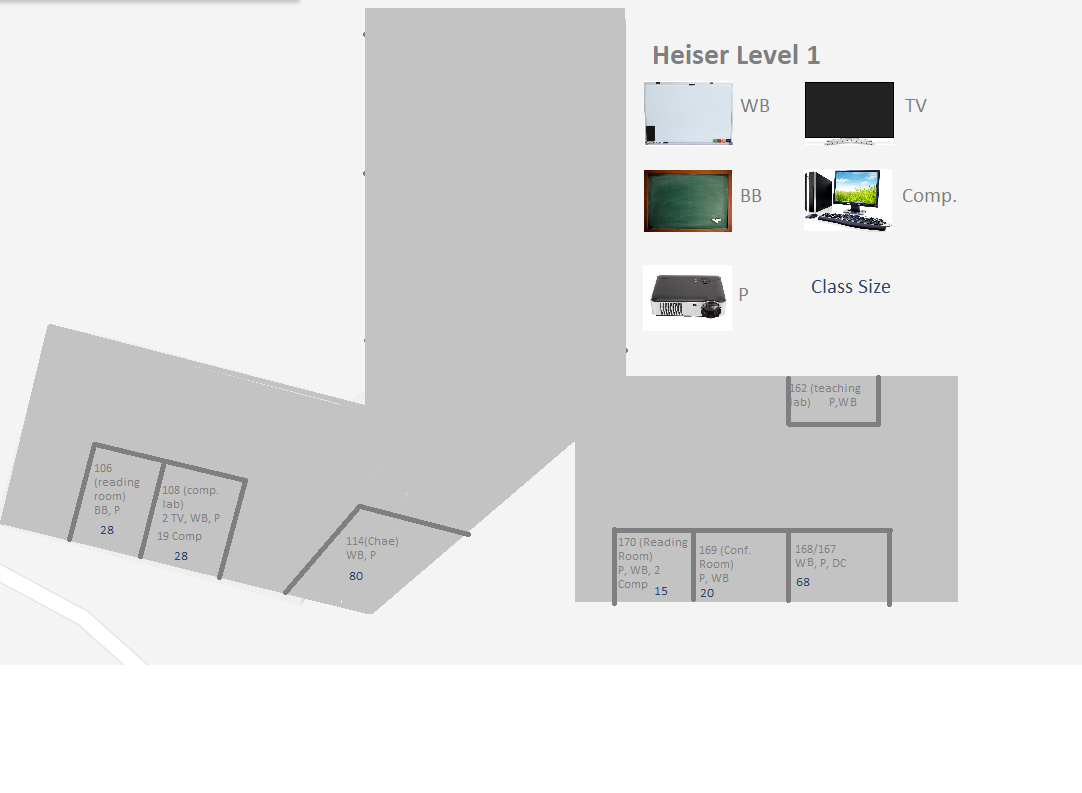 Heiser Level 1
WB
TV
BB
Comp.
P
Class Size
162 (teaching
lab) P,WB
106
(reading
room)
BB, P
28
108 (comp.
lab)
2 TV, WB, P
19 Comp
28
114(Chae)
WB, P
80
170 (Reading
Room)
P, WB, 2
Comp 15
169 (Conf.
Room)
P, WB
20
168/167
WB, P, DC
68